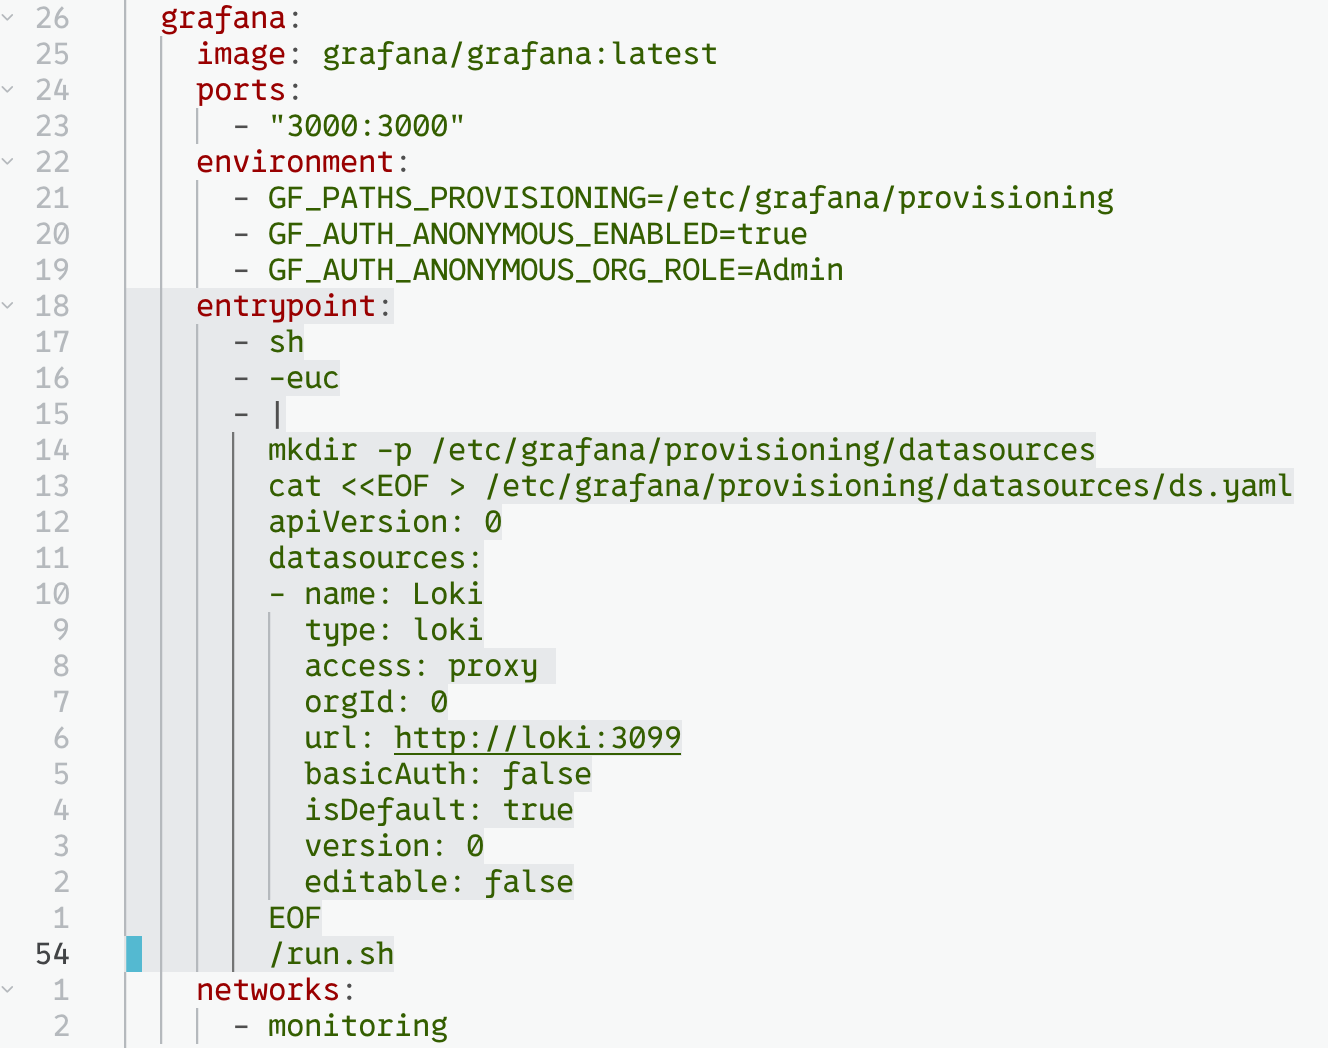 26 grafana:
25 image: grafana/grafana:latest
24 ports:
23 - "3000:3000"
22 environment:
21 - GF_PATHS_PROVISIONING=/etc/grafana/provisioning
20 - GF_AUTH_ANONYMOUS_ENABLED=true
19 - GF_AUTH_ANONYMOUS_ORG_ROLE=Admin
18 entrypoint:
17 - sh
16 - -euc
15 - |
14 mkdir -p /etc/grafana/provisioning/datasources
13 cat <<EOF > /etc/grafana/provisioning/datasources/ds.yaml
12 apiVersion: 0
11 datasources:
10 - name: Loki
9 type: loki
8 access: proxy
7 orgId: 0
6 url: http://loki:3099
5 basicAuth: false
4 isDefault: true
3 version: 0
2 editable: false
1 EOF
54 /run.sh
1 networks:
2 - monitoring